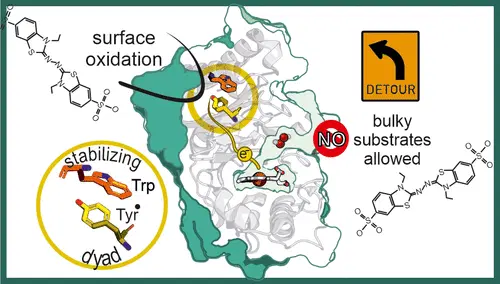 surface
oxidation
DETOUR
NO
bulky
substrates
allowed
e-
stabilizing
Trp
Tyr•
dyad
N
S
N
N
S
N
S
O
O
O
S
N
N
N
S
N
S
O
O
O
S
O
O
O